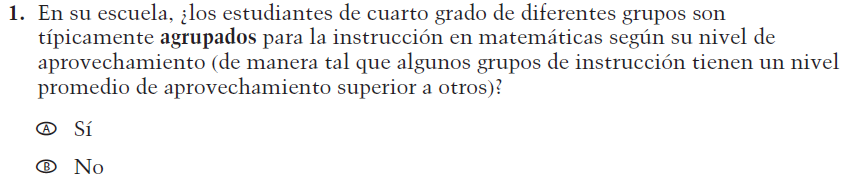 1. En su escuela, ¿los estudiantes de cuarto grado de diferentes grupos son
típicamente agrupados para la instrucción en matemáticas según su nivel de
aprovechamiento (de manera tal que algunos grupos de instrucción tienen un nivel
promedio de aprovechamiento superior a otros)?
Ⓐ Sí
Ⓑ No